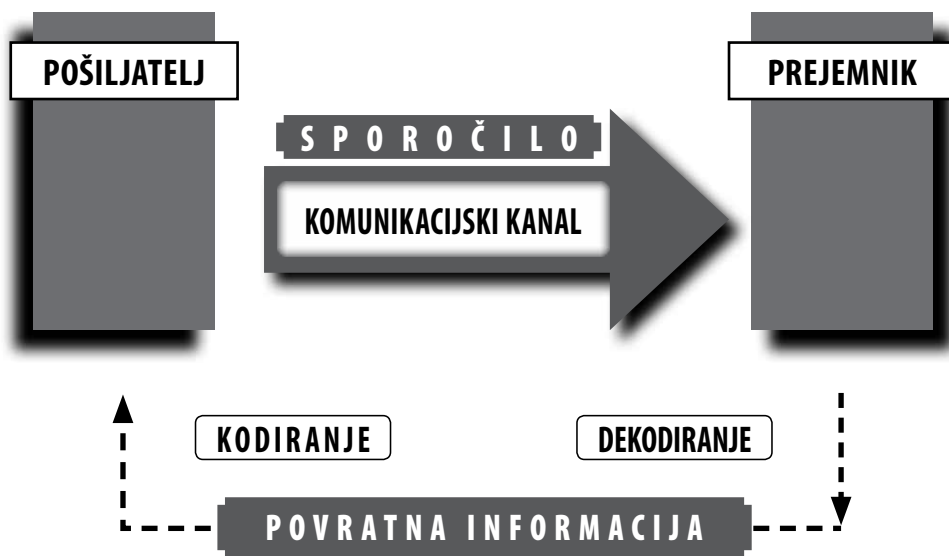 POŠILJATELJ
PREJEMNIK
SPOROČILO
KOMUNIKACIJSKI KANAL
KODIRANJE
DEKODIRANJE
POVRATNA INFORMACIJA